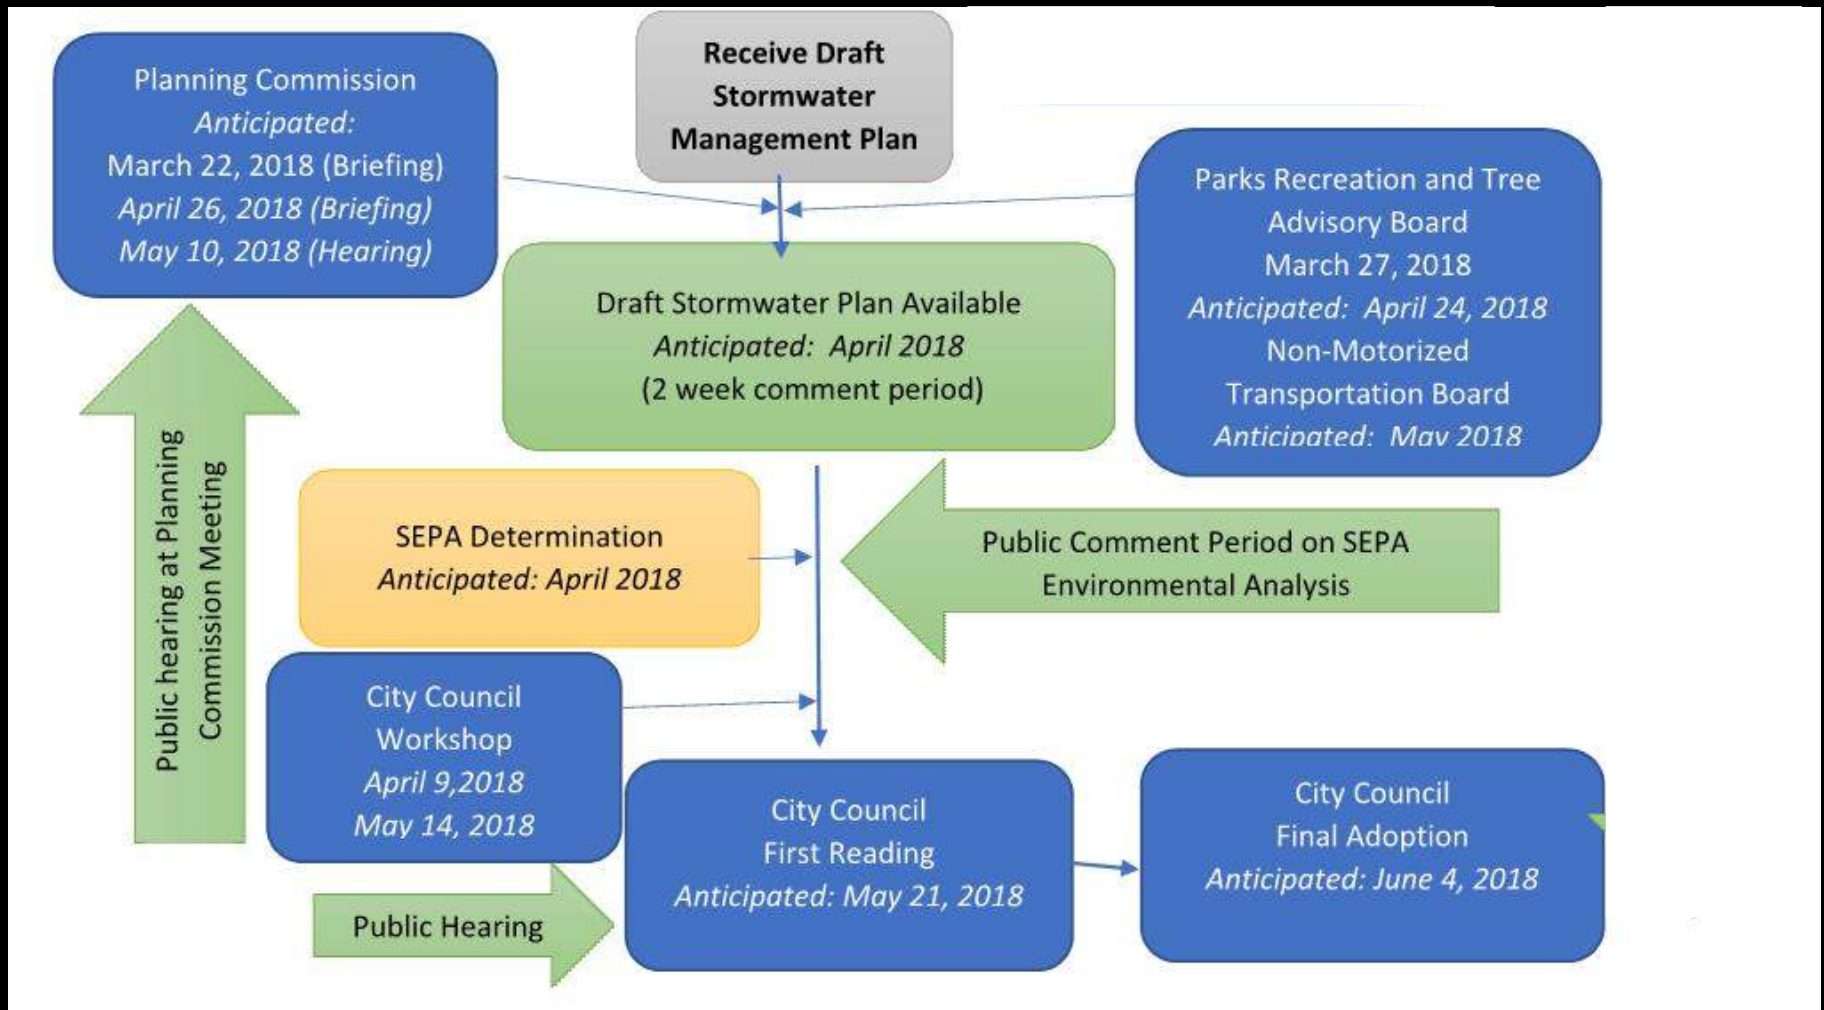 Planning Commission
Anticipated:
March 22, 2018 (Briefing)
April 26, 2018 (Briefing)
May 10, 2018 (Hearing)
Receive Draft
Stormwater
Management Plan
Parks Recreation and Tree
Advisory Board
March 27, 2018
Anticipated:  April 24, 2018
Non-Motorized
Transportation Board
Anticipated:  May 2018
Draft Stormwater Plan Available
Anticipated:  April 2018
(2 week comment period)
Public hearing at Planning
Commission Meeting
SEPA Determination
Anticipated: April 2018
Public Comment Period on SEPA
Environmental Analysis
City Council
Workshop
April 9,2018
May 14, 2018
Public Hearing
City Council
First Reading
Anticipated: May 21, 2018
City Council
Final Adoption
Anticipated: June 4, 2018